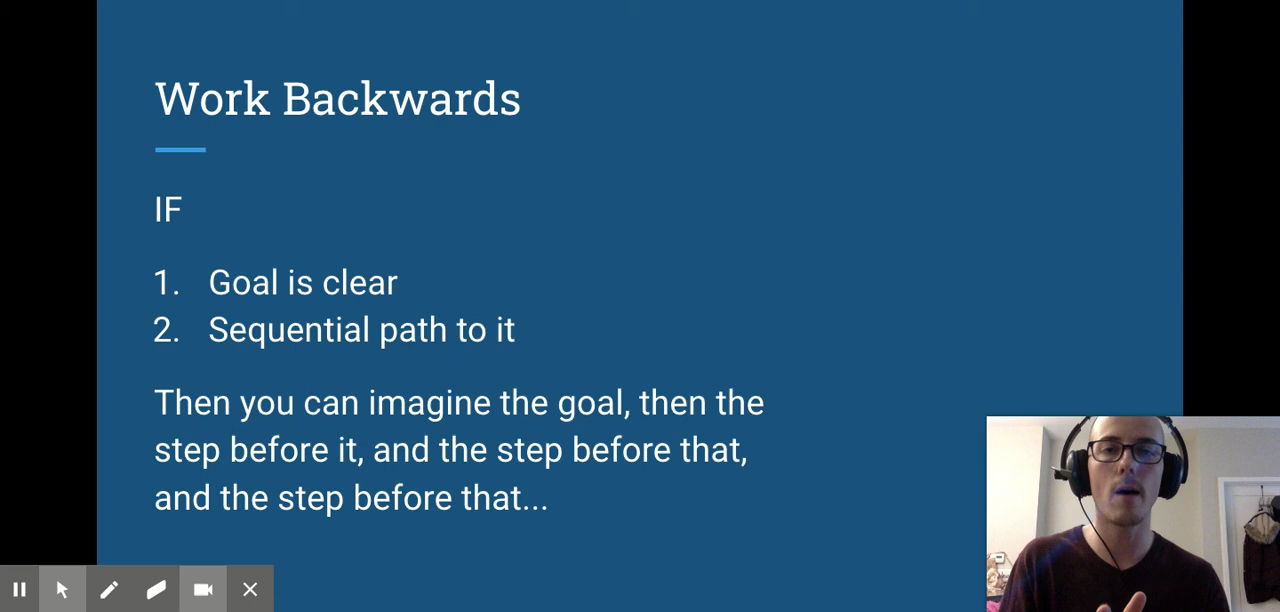 Work Backwards
IF
1. Goal is clear
2. Sequential path to it
Then you can imagine the goal, then the
step before it, and the step before that,
and the step before that...